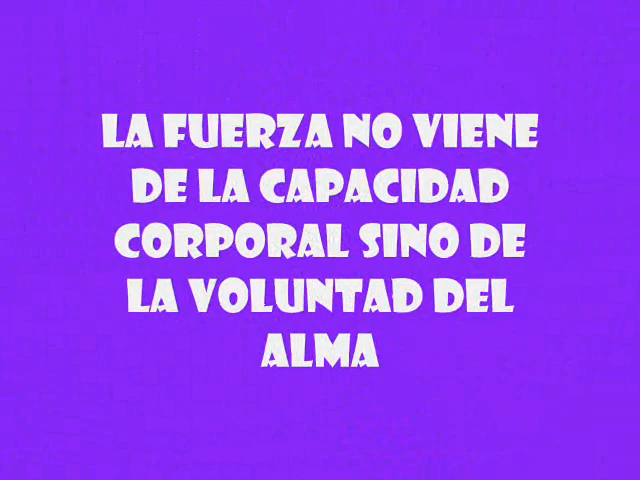 LA FUERZA NO VIENE
DE LA CAPACIDAD
CORPORAL SINO DE
LA VOLUNTAD DEL
ALMA